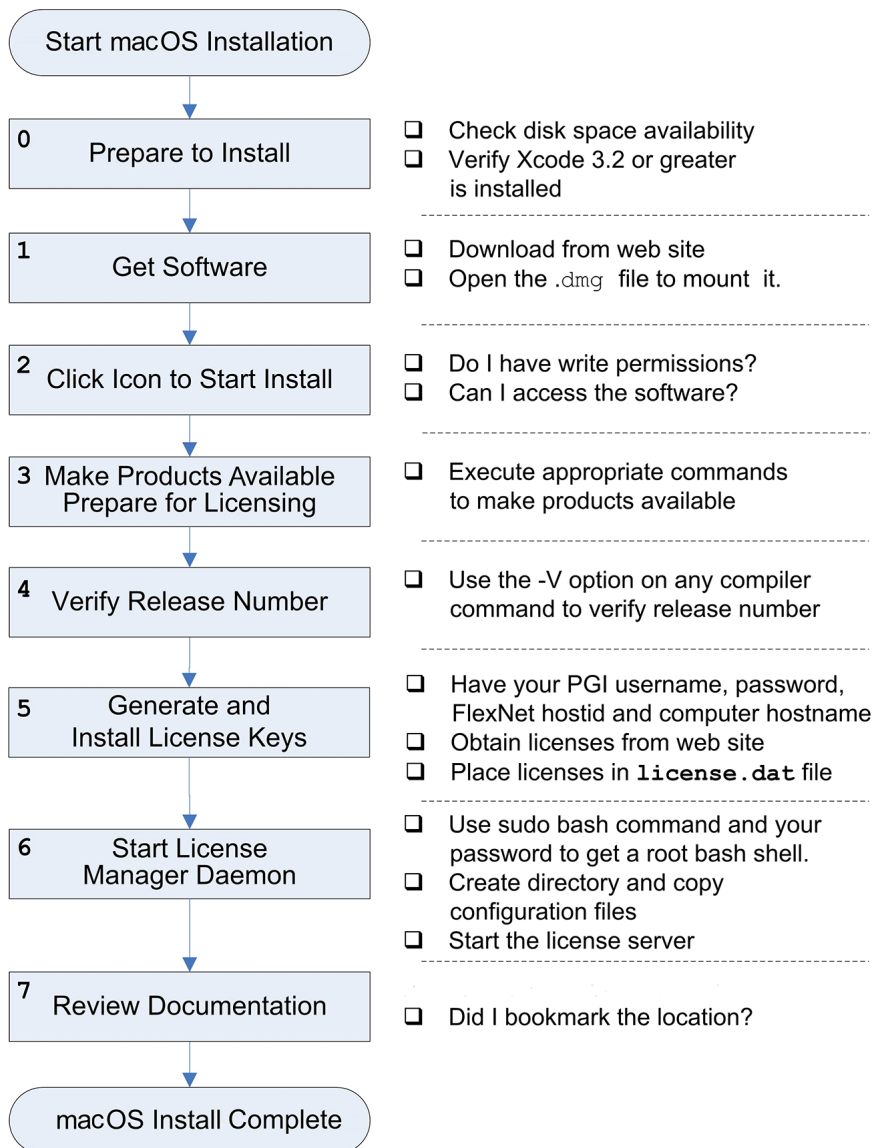 Start macOS Installation
0
Prepare to Install
❑ Check disk space availability
❑ Verify Xcode 3.2 or greater
is installed
1
Get Software
❑ Download from web site
❑ Open the .dmg file to mount it.
2
Click Icon to Start Install
❑ Do I have write permissions?
❑ Can I access the software?
3 Make Products Available
Prepare for Licensing
❑ Execute appropriate commands
to make products available
4
Verify Release Number
❑ Use the -V option on any compiler
command to verify release number
5
Generate and
Install License Keys
❑ Have your PGI username, password,
FlexNet hostid and computer hostname
❑ Obtain licenses from web site
❑ Place licenses in license.dat file
6
Start License
Manager Daemon
❑ Use sudo bash command and your
password to get a root bash shell.
❑ Create directory and copy
configuration files
❑ Start the license server
7
Review Documentation
❑ Did I bookmark the location?
macOS Install Complete